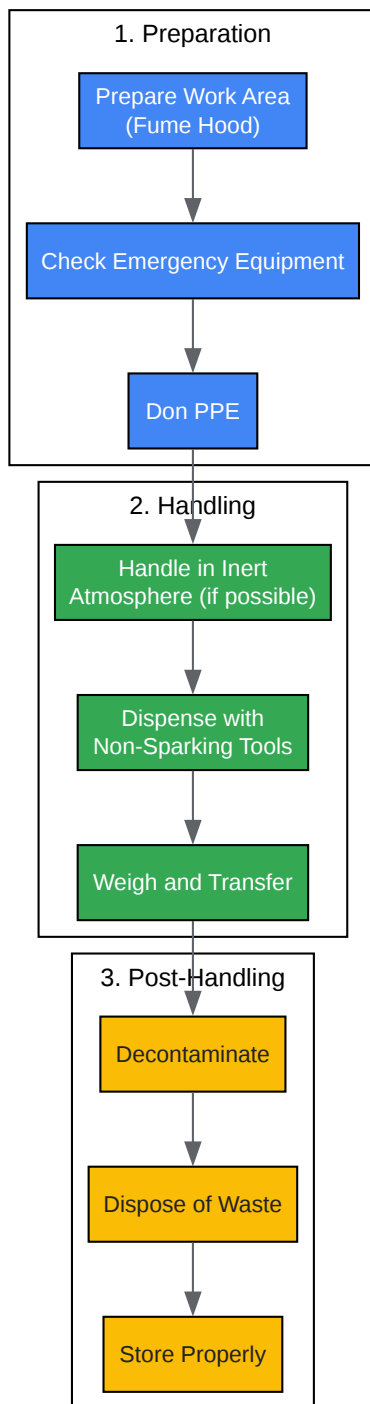 1. Preparation
Prepare Work Area
(Fume Hood)
Check Emergency Equipment
Don PPE
2. Handling
Handle in Inert
Atmosphere (if possible)
Dispense with
Non-Sparking Tools
Weigh and Transfer
3. Post-Handling
Decontaminate
Dispose of Waste
Store Properly